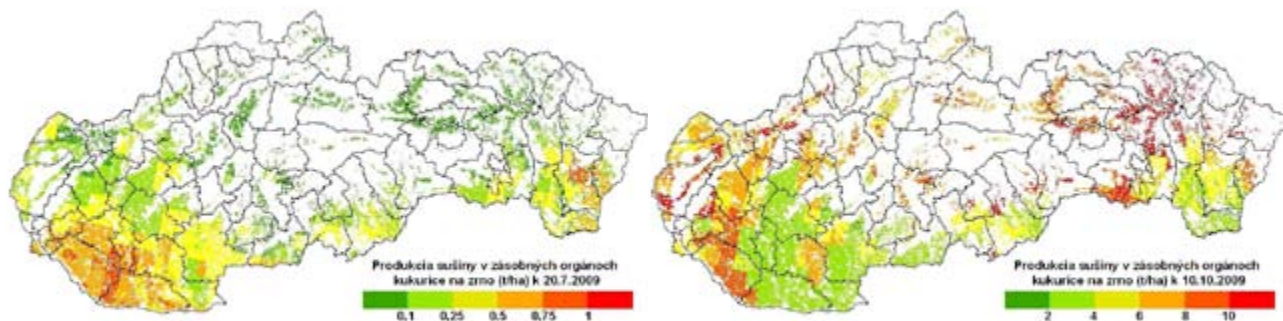 Produkcia sušiny v zásobných orgánoch
kukurice na zrno (t/ha) k 20.7.2009
0,1 0,25 0,5 0,75 1
Produkcia sušiny v zásobných orgánoch
kukurice na zrno (t/ha) k 10.10.2009
2 4 6 8 10